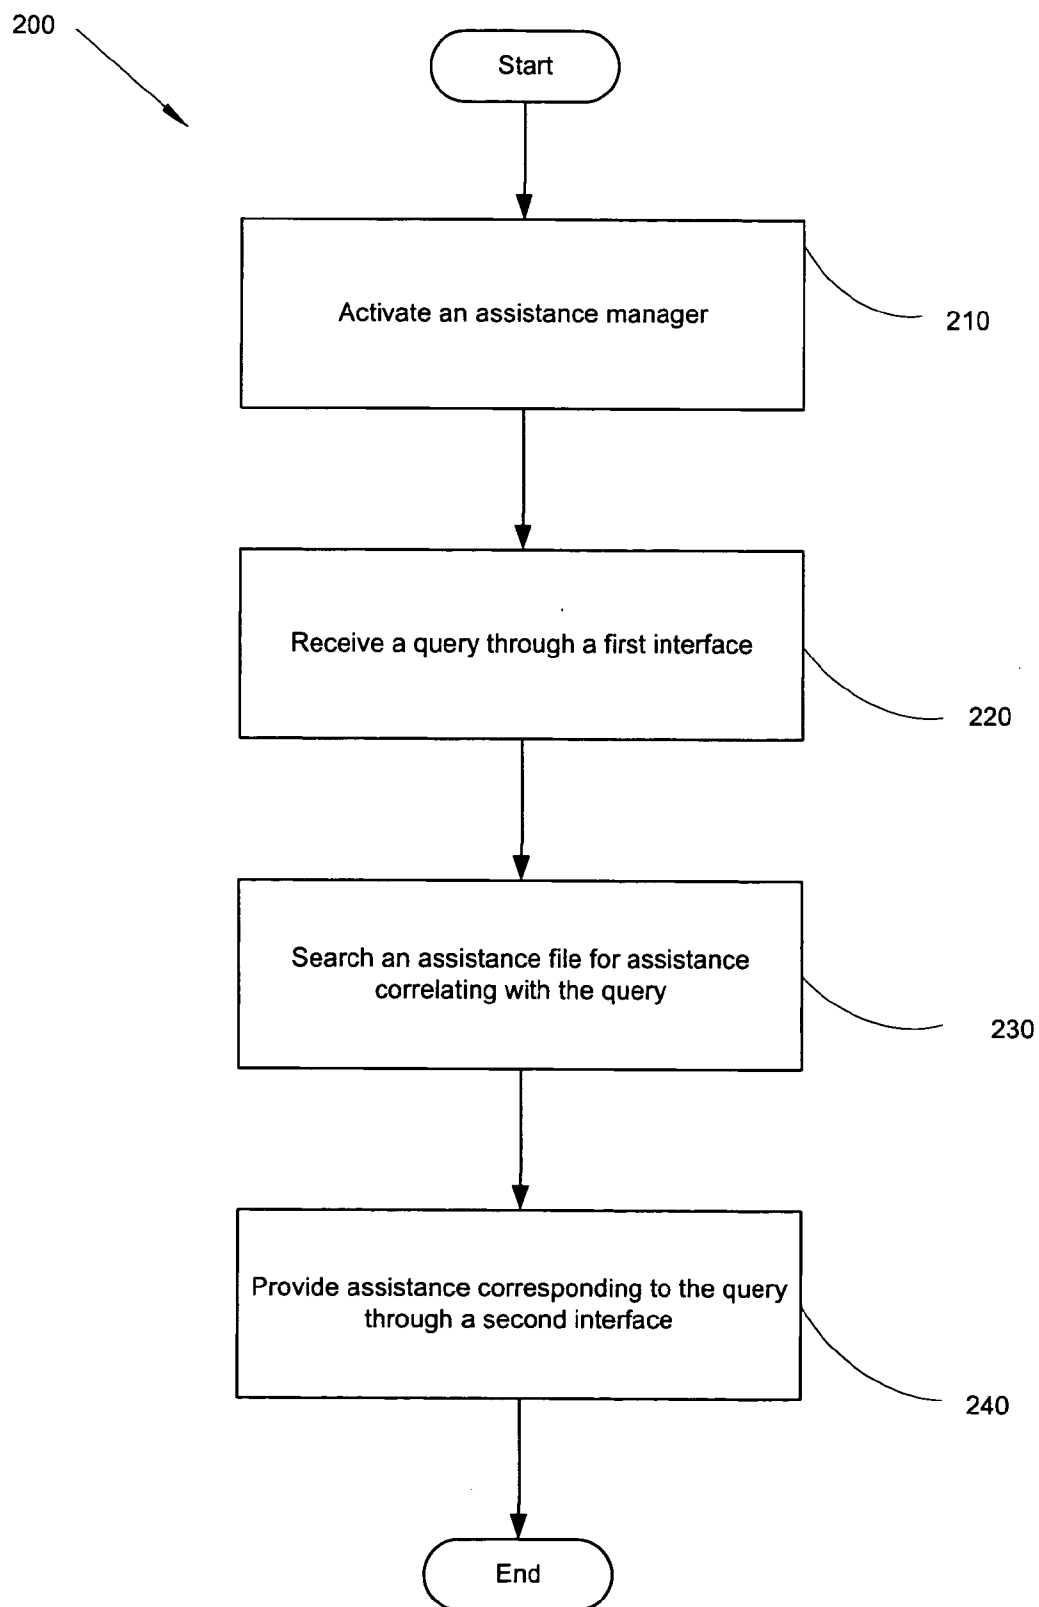 200
Start
Activate an assistance manager
210
Receive a query through a first interface
220
Search an assistance file for assistance
correlating with the query
230
Provide assistance corresponding to the query
through a second interface
240
End